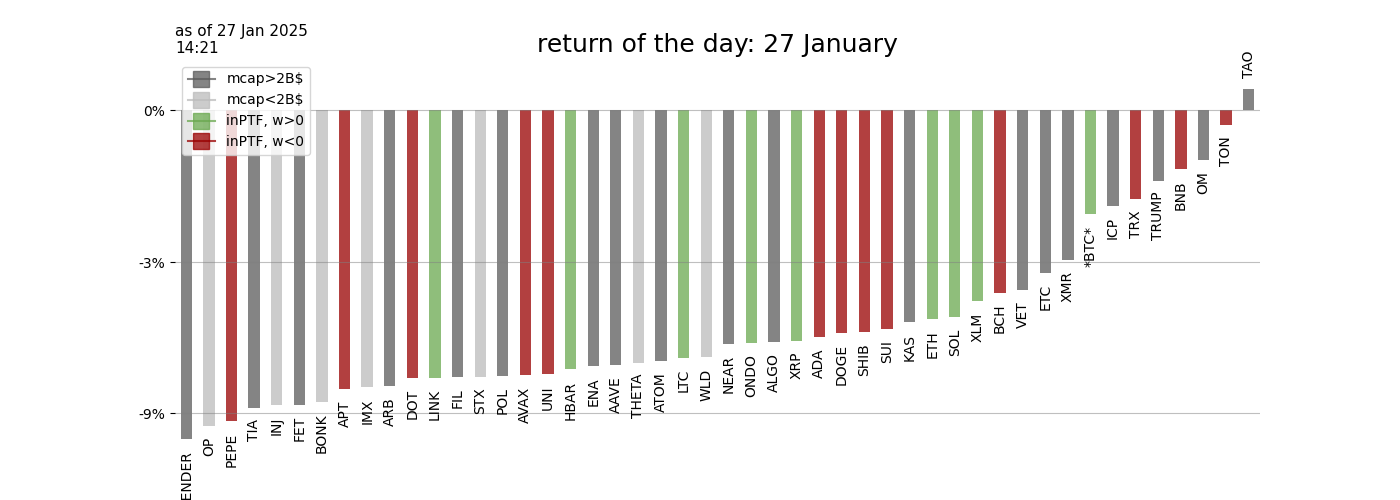 as of 27 Jan 2025
14:21
return of the day: 27 January
mcap>2B$
mcap<2B$
inPTF, w>0
inPTF, w<0
0%
-3%
-9%
ENDER
OP
PEPE
TIA
INJ
FET
BONK
APT
IMX
ARB
DOT
LINK
FIL
STX
POL
AVAX
UNI
HBAR
ENA
AAVE
THETA
ATOM
LTC
WLD
NEAR
ONDO
ALGO
XRP
ADA
DOGE
SHIB
SUI
KAS
ETH
SOL
XLM
BCH
VET
ETC
XMR
*BTC*
ICP
TRX
TRUMP
BNB
OM
TON
TAO